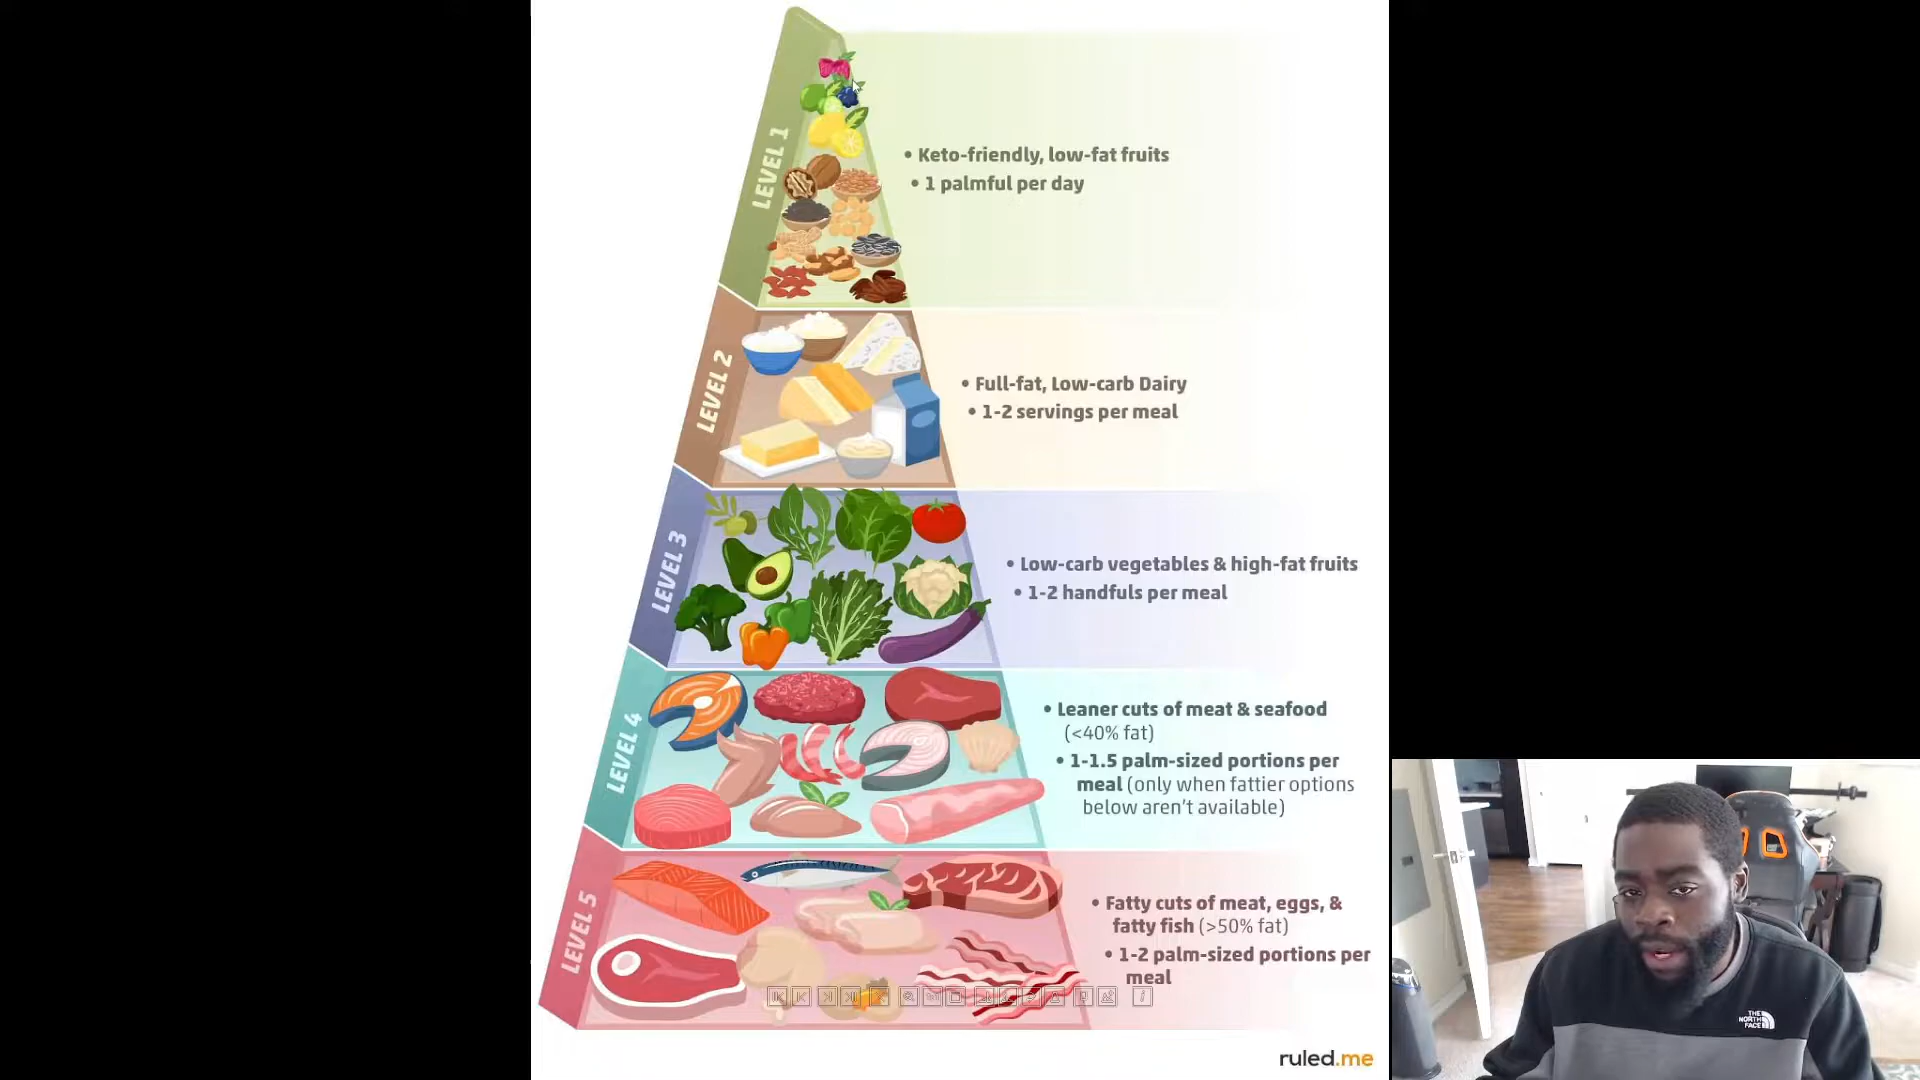 LEVEL 1
• Keto-friendly, low-fat fruits
• 1 palmful per day
LEVEL 2
• Full-fat, Low-carb Dairy
• 1-2 servings per meal
LEVEL 3
• Low-carb vegetables & high-fat fruits
• 1-2 handfuls per meal
LEVEL 4
• Leaner cuts of meat & seafood
(<40% fat)
• 1-1.5 palm-sized portions per
meal (only when fattier options
below aren't available)
LEVEL 5
• Fatty cuts of meat, eggs, &
fatty fish (>50% fat)
• 1-2 palm-sized portions per
meal
ruled.me
THE
NORTH
FACE